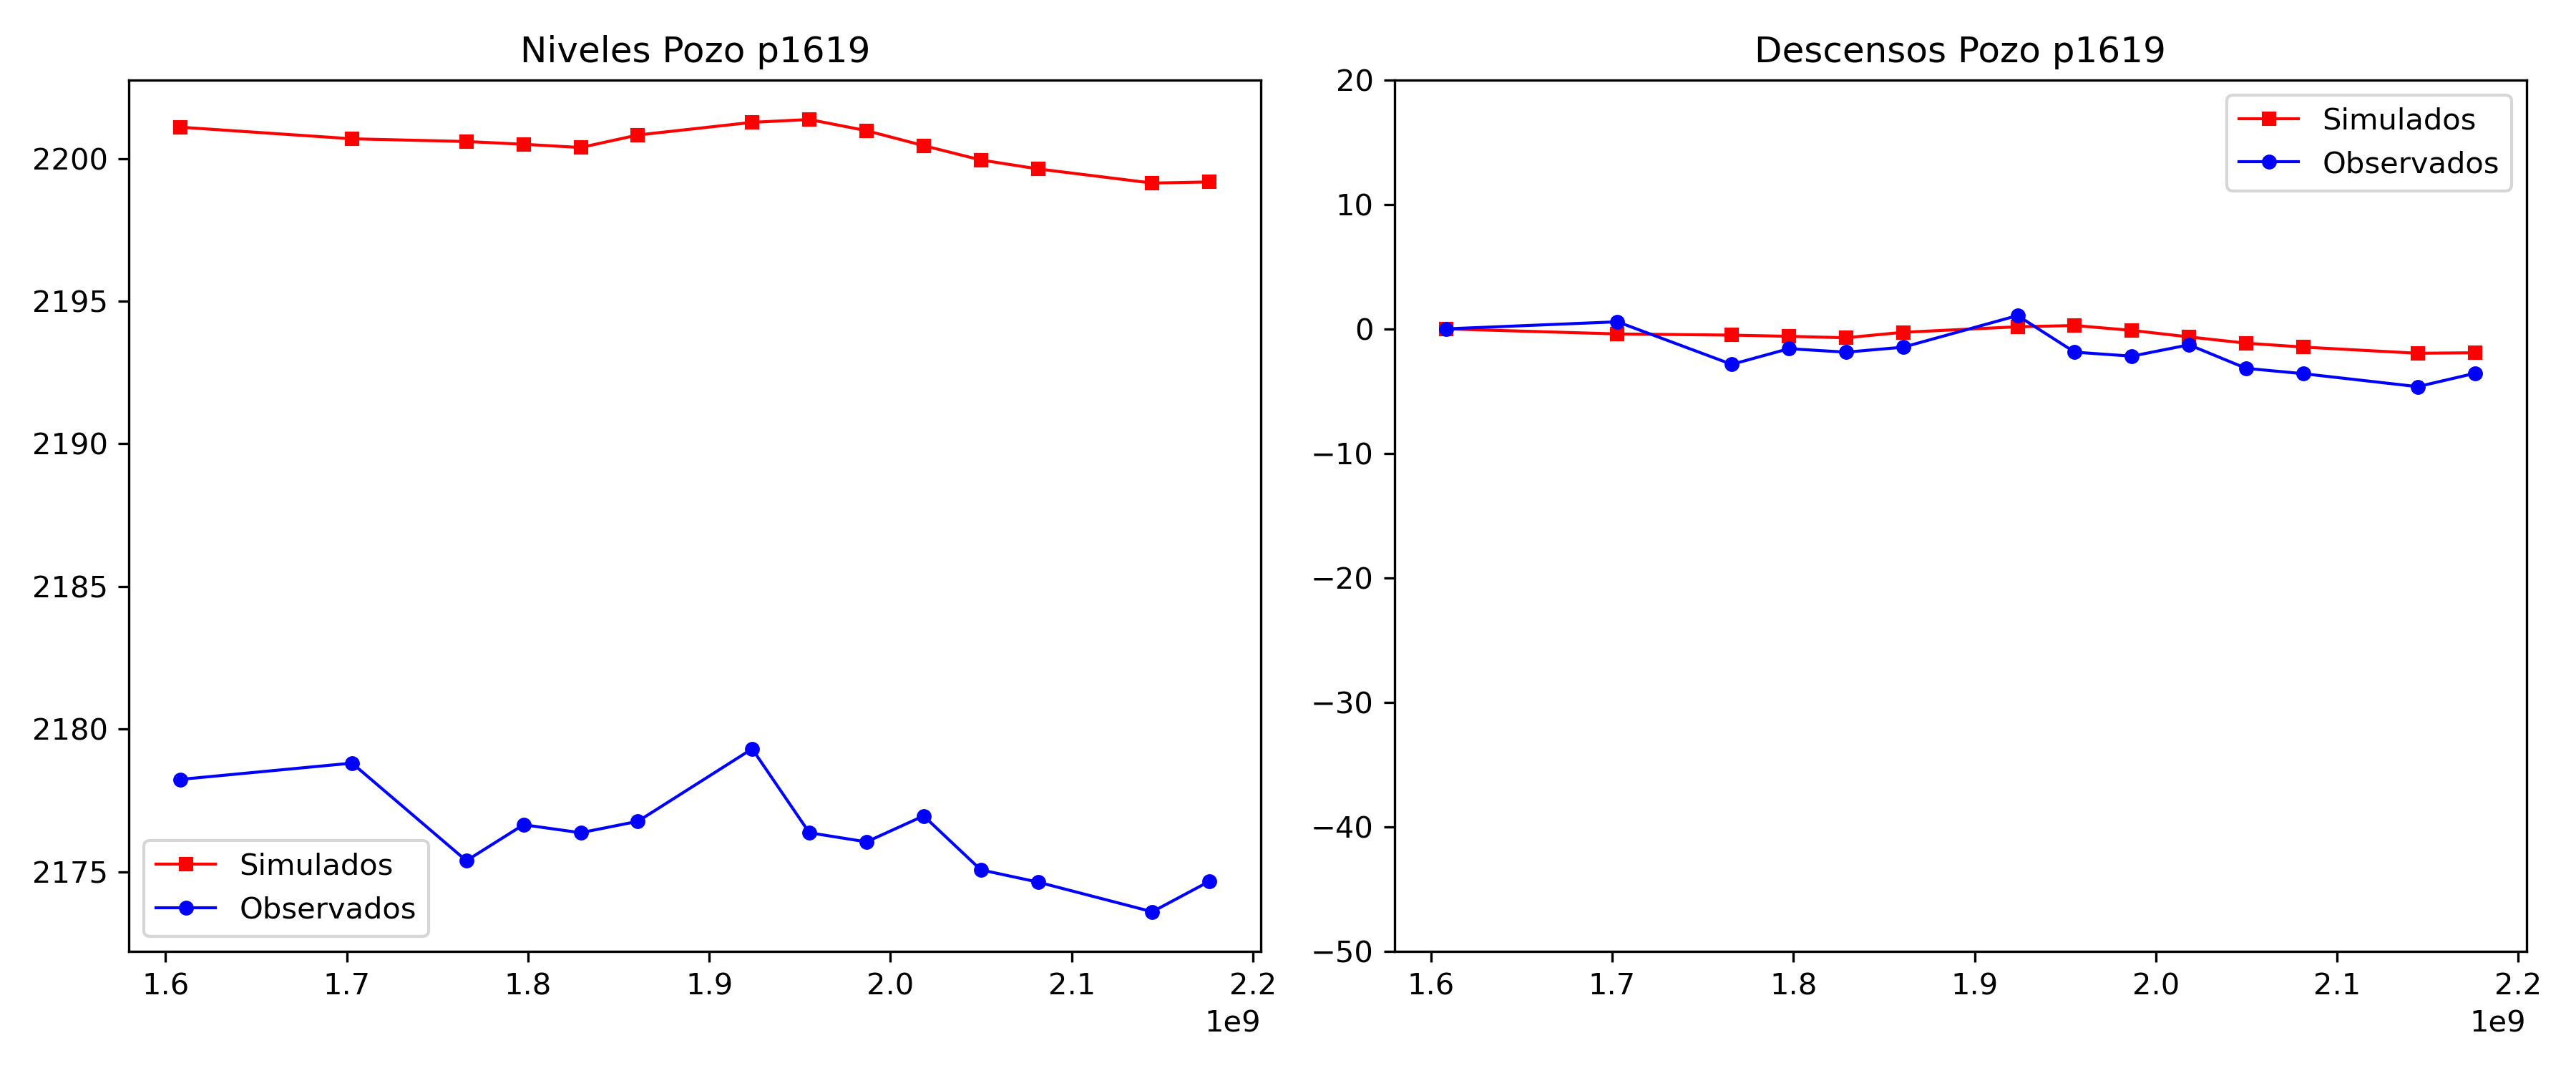 Niveles Pozo p1619
2200
2195
2190
2185
2180
2175
Simulados
Observados
1.6 1.7 1.8 1.9 2.0 2.1 2.2
1e9
Descensos Pozo p1619
20
10
0
−10
−20
−30
−40
−50
Simulados
Observados
1.6 1.7 1.8 1.9 2.0 2.1 2.2
1e9